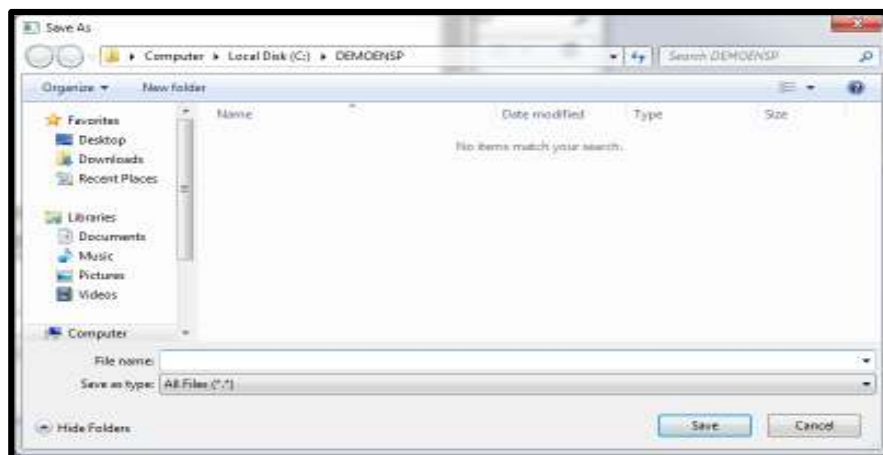 Save As
Computer Local Disk (C:) DEMOENSP Search DEMOENSP
Organize New folder
Name Date modified Type Size
No items match your search.
Favorites
Desktop
Downloads
Recent Places
Libraries
Documents
Music
Pictures
Videos
Computer
File name:
Save as type: All Files (*.*)
Hide Folders Save Cancel